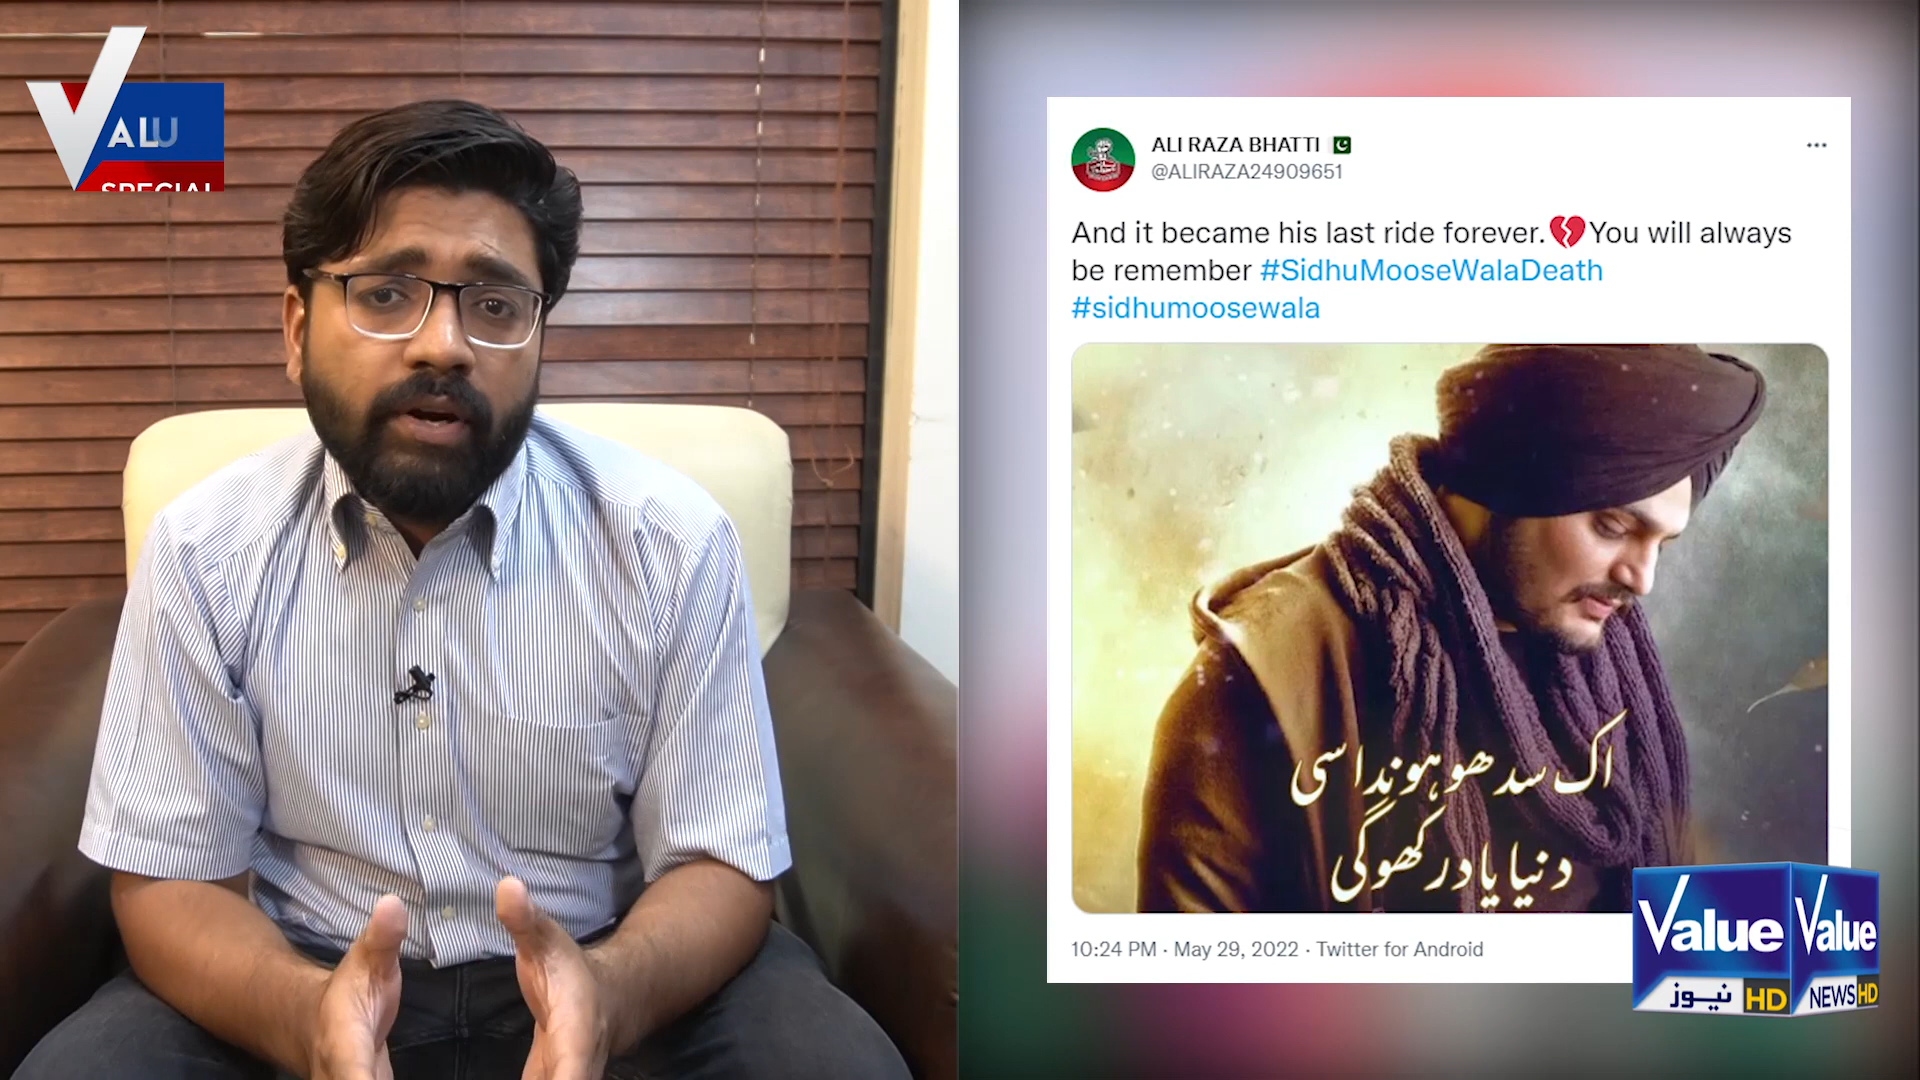 VALU
SPECIAL
ALI RAZA BHATTI
@ALIRAZA24909651
And it became his last ride forever.💔You will always
be remember #SidhuMooseWalaDeath
#sidhumoosewala
اک سدھو ہوندا سی
دنیا یاد رکھوگی
10:24 PM · May 29, 2022 · Twitter for Android
Value
نیوز HD
Value
NEWS HD